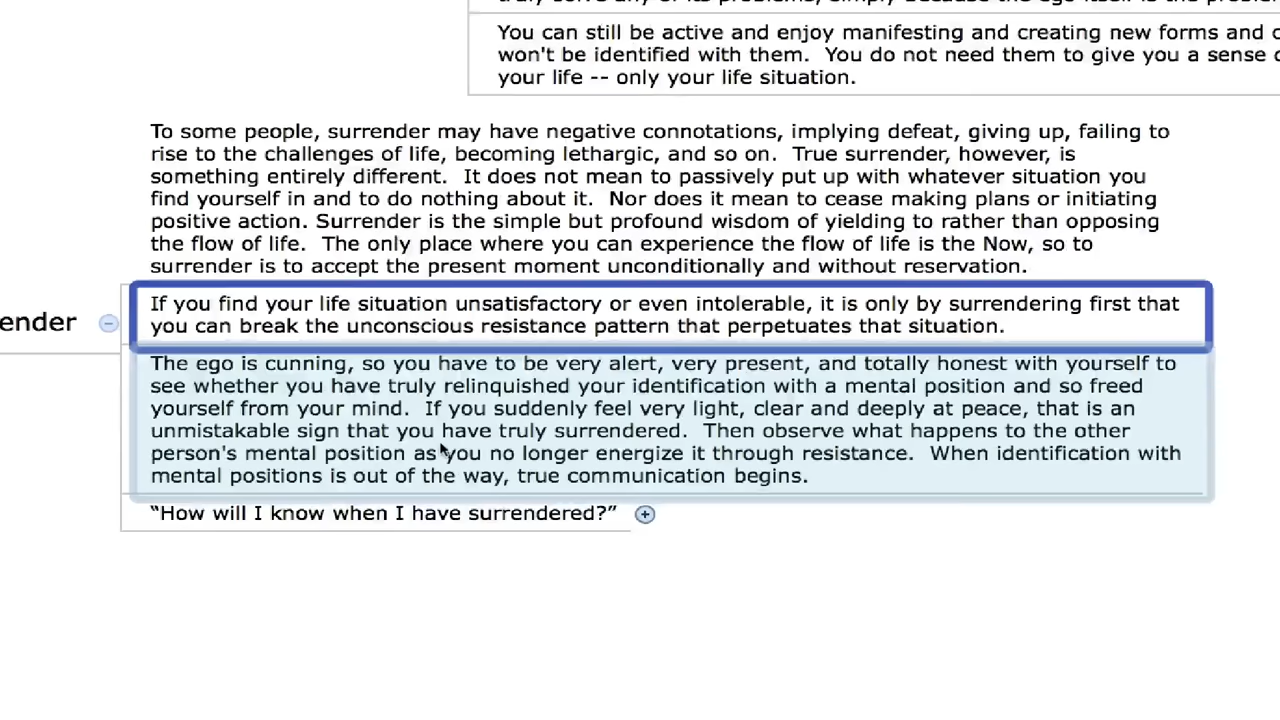 You can still be active and enjoy manifesting and creating new forms and
won't be identified with them.  You do not need them to give you a sense
your life -- only your life situation.
To some people, surrender may have negative connotations, implying defeat, giving up, failing to
rise to the challenges of life, becoming lethargic, and so on.  True surrender, however, is
something entirely different.  It does not mean to passively put up with whatever situation you
find yourself in and to do nothing about it.  Nor does it mean to cease making plans or initiating
positive action. Surrender is the simple but profound wisdom of yielding to rather than opposing
the flow of life.  The only place where you can experience the flow of life is the Now, so to
surrender is to accept the present moment unconditionally and without reservation.
ender
If you find your life situation unsatisfactory or even intolerable, it is only by surrendering first that
you can break the unconscious resistance pattern that perpetuates that situation.
The ego is cunning, so you have to be very alert, very present, and totally honest with yourself to
see whether you have truly relinquished your identification with a mental position and so freed
yourself from your mind.  If you suddenly feel very light, clear and deeply at peace, that is an
unmistakable sign that you have truly surrendered.  Then observe what happens to the other
person's mental position as you no longer energize it through resistance.  When identification with
mental positions is out of the way, true communication begins.
“How will I know when I have surrendered?”